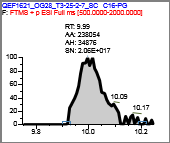 QEF1621_OG28_T3-25-2-7_SC C16-PG
F: FTMS + p ESI Full ms [500.0000-2000.0000]
RT: 9.99
AA: 238054
AH: 34876
SN: 2.06E+017
100
80
60
40
20
0
10.09
10.17
9.8
10.0
10.2